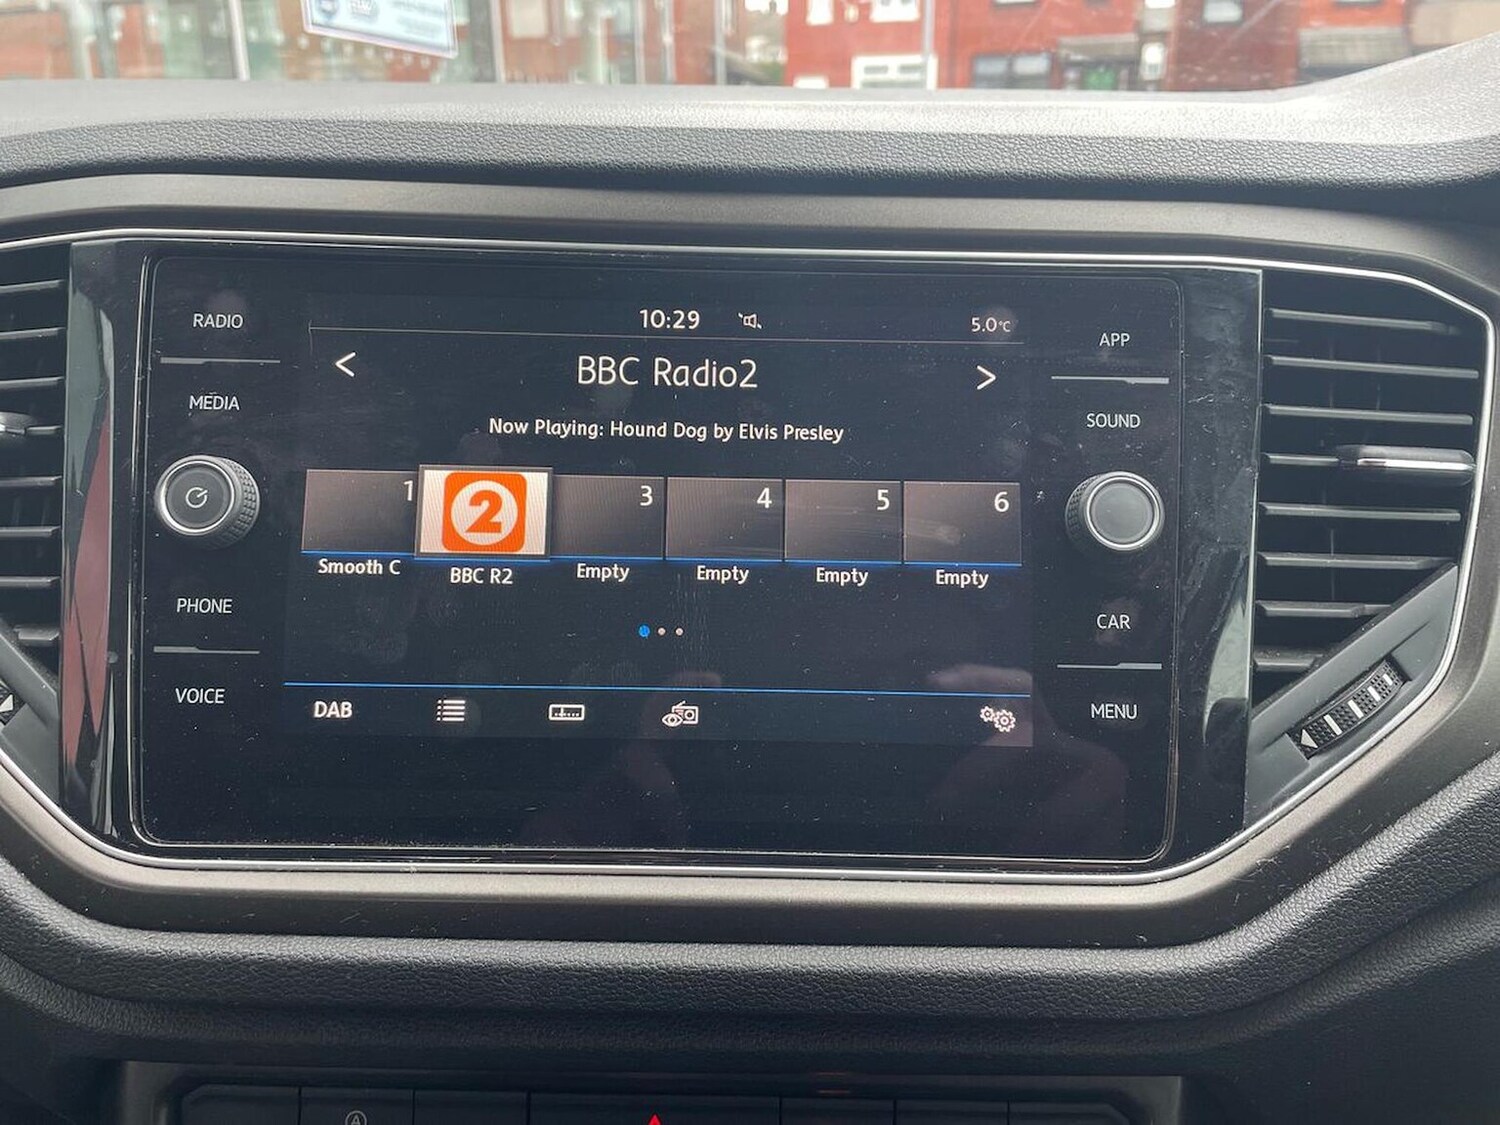 RADIO
MEDIA
PHONE
VOICE
10:29
5.0°C
< BBC Radio2 >
Now Playing: Hound Dog by Elvis Presley
1 2 3 4 5 6
Smooth C BBC R2 Empty Empty Empty Empty
DAB
APP
SOUND
CAR
MENU
A